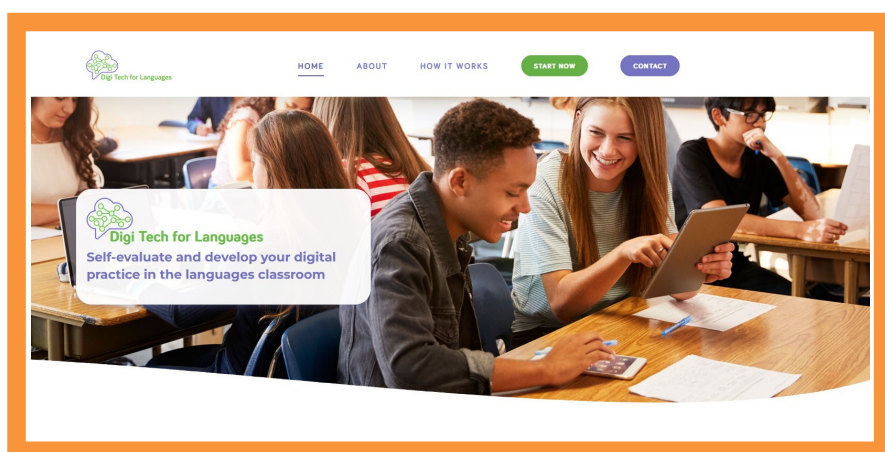 Digi Tech for Languages
HOME ABOUT HOW IT WORKS START NOW CONTACT
Digi Tech for Languages
Self-evaluate and develop your digital
practice in the languages classroom